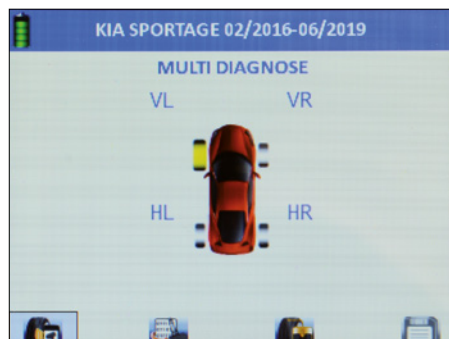 KIA SPORTAGE 02/2016-06/2019
MULTI DIAGNOSE
VL VR
HL HR